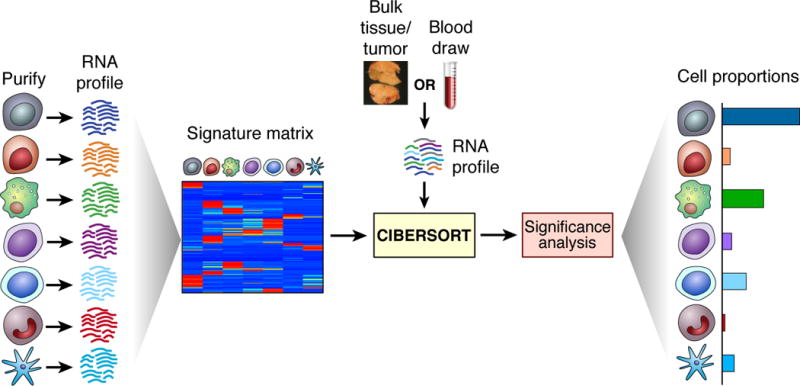 Purify
RNA
profile
Signature matrix
Bulk
tissue/
tumor
OR
Blood
draw
RNA
profile
CIBERSORT
Significance
analysis
Cell proportions